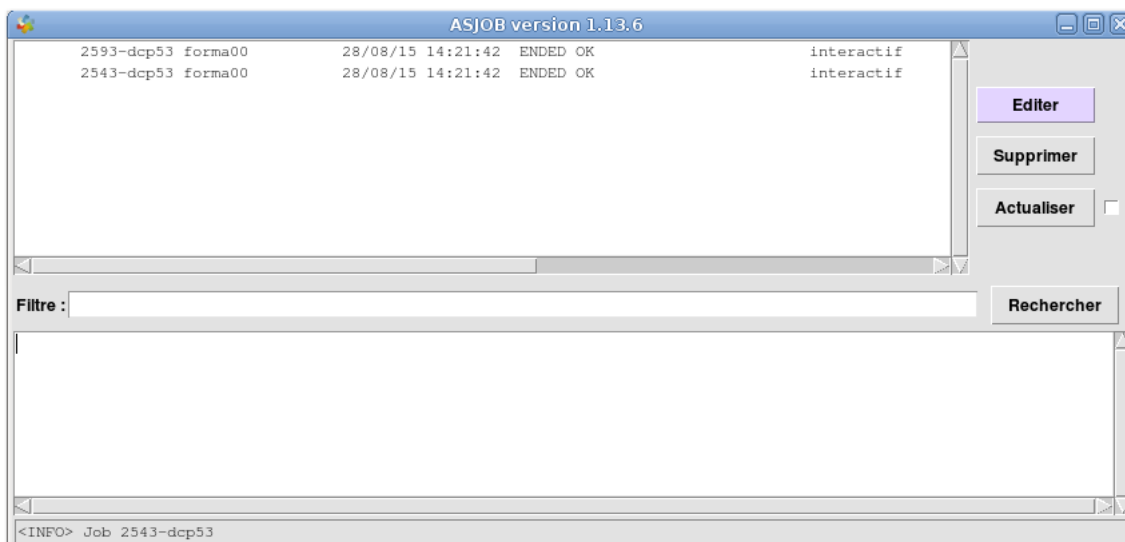 ASJOB version 1.13.6
2593-dcp53 forma00 28/08/15 14:21:42 ENDED OK interactif
2543-dcp53 forma00 28/08/15 14:21:42 ENDED OK interactif
Editer
Supprimer
Actualiser
Filtre :
Rechercher
<INFO> Job 2543-dcp53